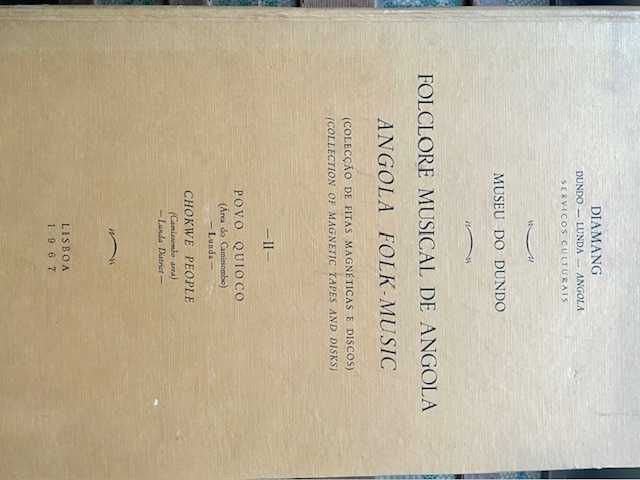 DIAMANG
DUNDO — LUNDA — ANGOLA
SERVIÇOS CULTURAIS
MUSEU DO DUNDO
FOLCLORE MUSICAL DE ANGOLA
ANGOLA FOLK-MUSIC
(COLECÇÃO DE FITAS MAGNÉTICAS E DISCOS)
(COLLECTION OF MAGNETIC TAPES AND DISKS)
—II—
POVO QUIOCO
(Área do Camissombo)
— Lunda —
CHOKWE PEOPLE
(Camissombo area)
— Lunda District —
LISBOA
1967